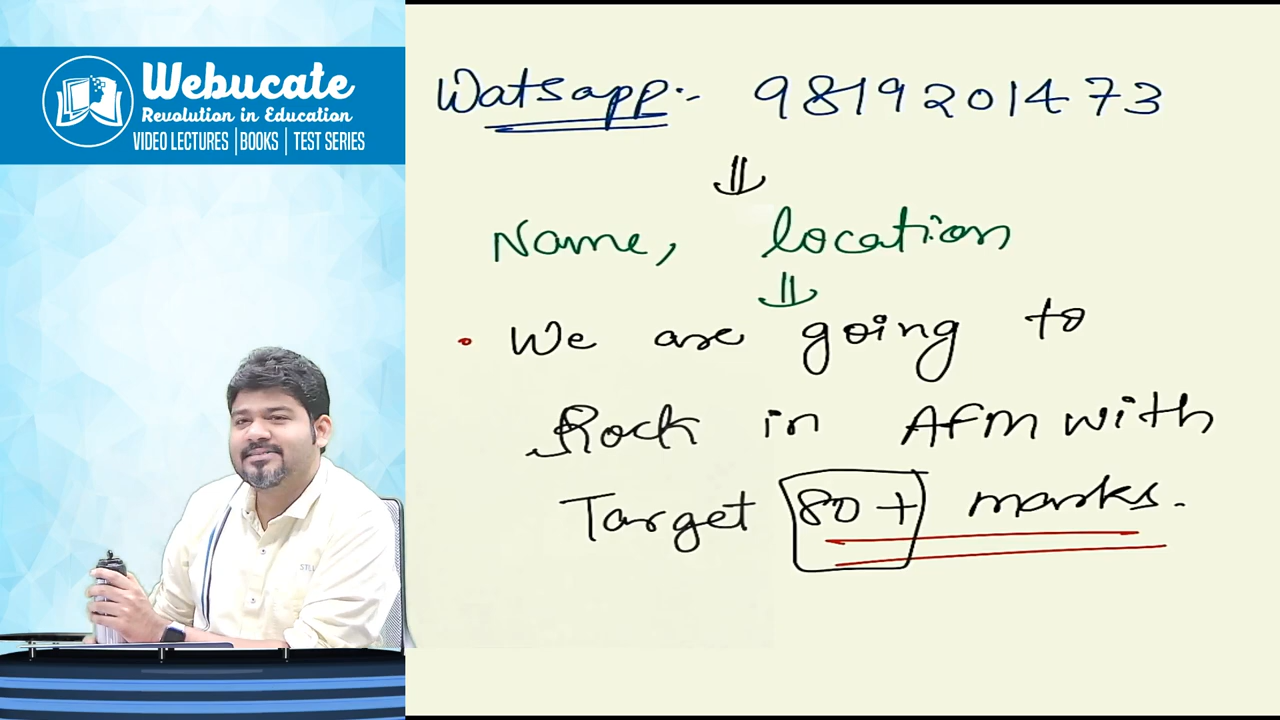 Webucate
Revolution in Education
VIDEO LECTURES | BOOKS | TEST SERIES
Watsapp:- 9819201473
Name, location
• We are going to
Rock in AFM with
Target 80+ marks.